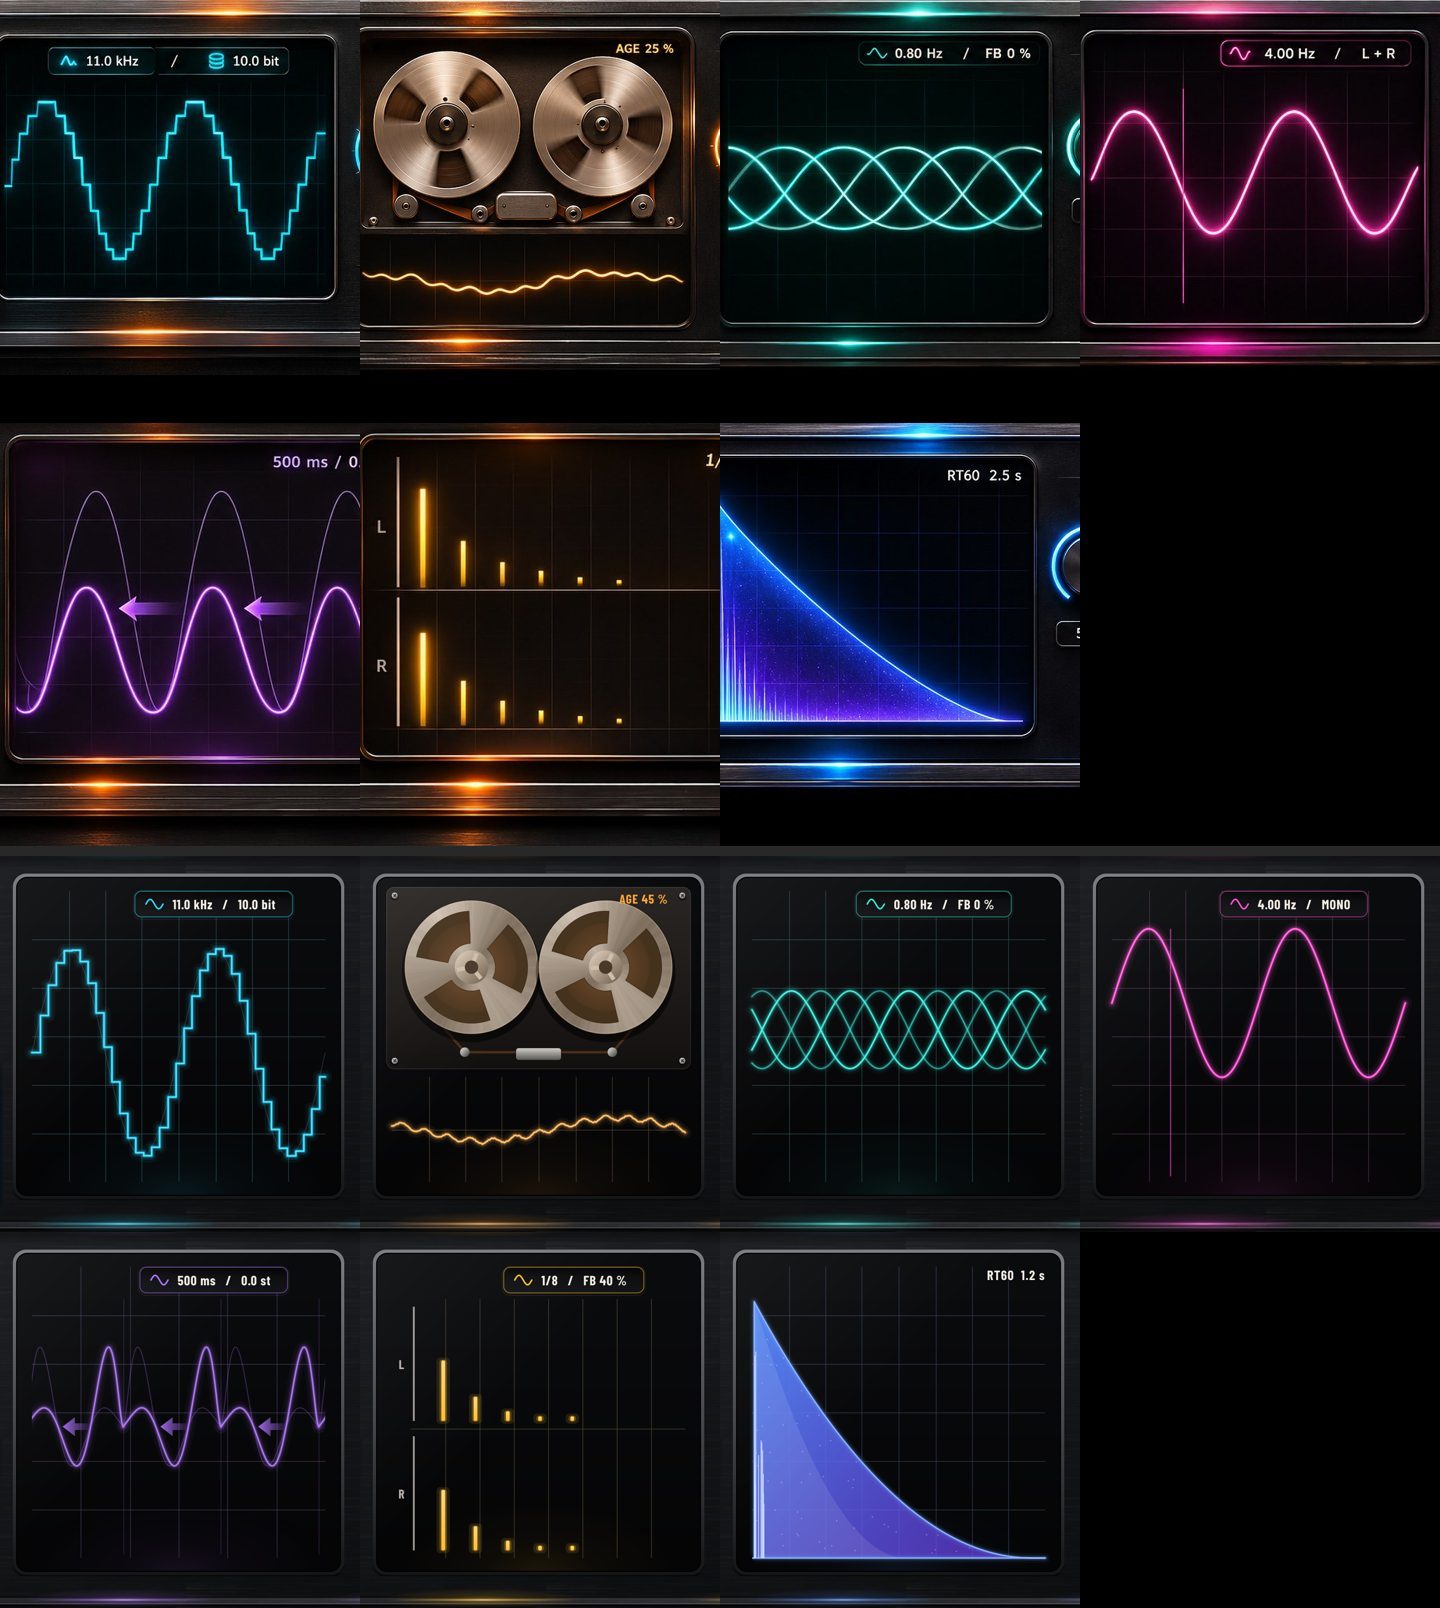 11.0 kHz / 10.0 bit
AGE 25 %
0.80 Hz / FB 0 %
4.00 Hz / L + R
500 ms / 0.
1/
L
R
RT60 2.5 s
5
11.0 kHz / 10.0 bit
AGE 45 %
0.80 Hz / FB 0 %
4.00 Hz / MONO
500 ms / 0.0 st
1/8 / FB 40 %
L
R
RT60 1.2 s